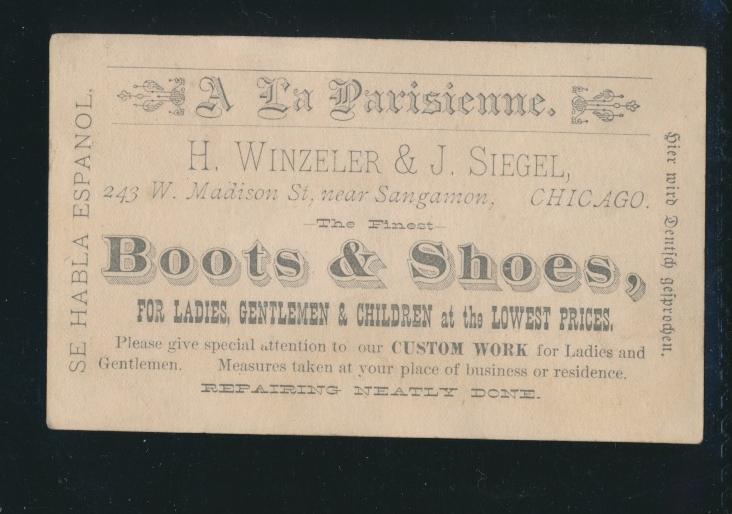 A La Parisienne.
H. WINZELER & J. SIEGEL,
243 W. Madison St, near Sangamon, CHICAGO.
The Finest
Boots & Shoes,
FOR LADIES, GENTLEMEN & CHILDREN at the LOWEST PRICES.
Please give special attention to our CUSTOM WORK for Ladies and
Gentlemen. Measures taken at your place of business or residence.
REPAIRING NEATLY DONE.
SE HABLA ESPANOL.
Hier wird Deutsch gesprochen.